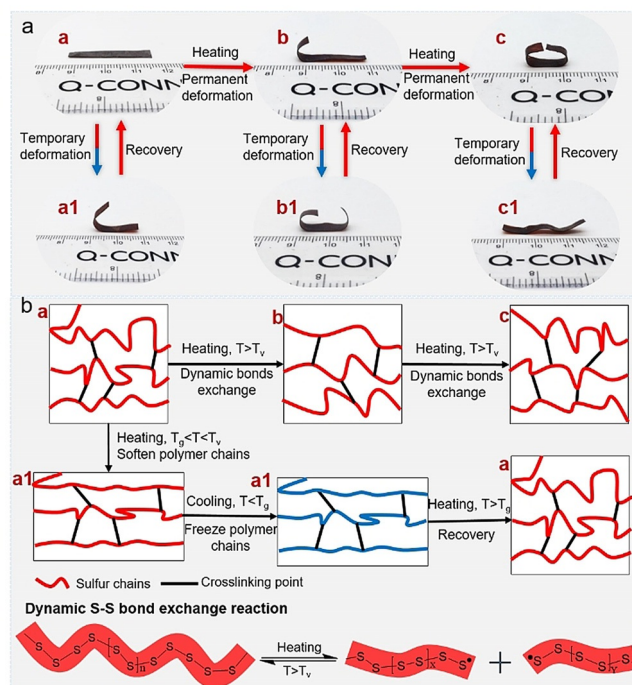 a
a
b
c
Heating
Permanent
deformation
Heating
Permanent
deformation
Q-CONN
Q-CONN
Q-CONN
Temporary
deformation
Recovery
Temporary
deformation
Recovery
Temporary
deformation
Recovery
a1
b1
c1
Q-CONN
Q-CONN
Q-CONN
b
a
b
c
Heating, T>Tv
Dynamic bonds
exchange
Heating, T>Tv
Dynamic bonds
exchange
Heating, Tg<T<Tv
Soften polymer chains
a1
a1
a
Cooling, T<Tg
Freeze polymer
chains
Heating, T>Tg
Recovery
Sulfur chains
Crosslinking point
Dynamic S-S bond exchange reaction
S S S S S S n S S S S S
Heating
T>Tv
S S S S x S S•
+
•S S S S Y S